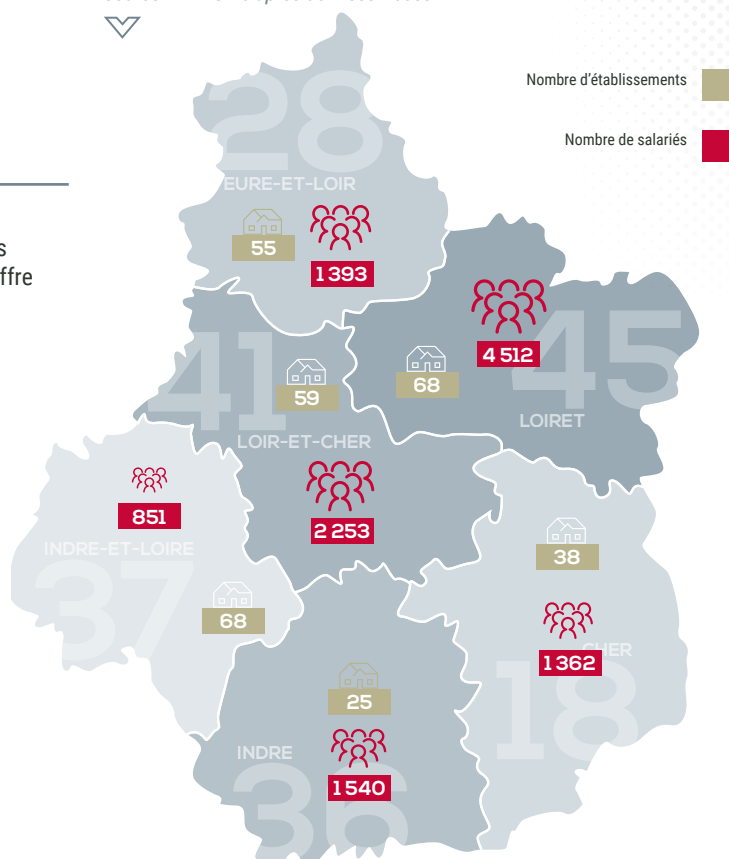 Nombre d'établissements
Nombre de salariés
s
ffre
28
EURE-ET-LOIR
55
1 393
45
4 512
68
LOIRET
41
59
LOIR-ET-CHER
2 253
851
INDRE-ET-LOIRE
37
68
38
CHER
1 362
18
25
INDRE
1 540
36